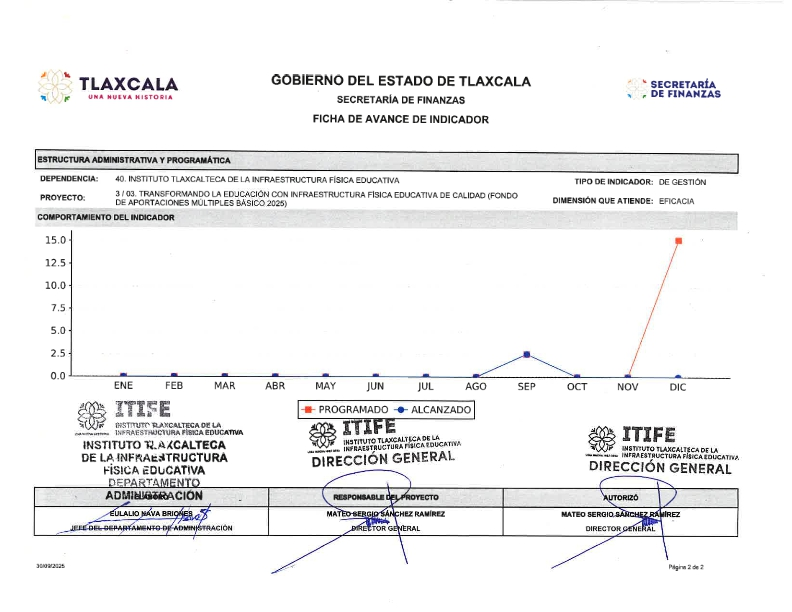 TLAXCALA
UNA NUEVA HISTORIA
GOBIERNO DEL ESTADO DE TLAXCALA
SECRETARÍA DE FINANZAS
FICHA DE AVANCE DE INDICADOR
SECRETARÍA
DE FINANZAS
ESTRUCTURA ADMINISTRATIVA Y PROGRAMÁTICA
DEPENDENCIA: 40. INSTITUTO TLAXCALTECA DE LA INFRAESTRUCTURA FÍSICA EDUCATIVA
TIPO DE INDICADOR: DE GESTIÓN
PROYECTO: 3 / 03. TRANSFORMANDO LA EDUCACIÓN CON INFRAESTRUCTURA FÍSICA EDUCATIVA DE CALIDAD (FONDO
DE APORTACIONES MÚLTIPLES BÁSICO 2025)
DIMENSIÓN QUE ATIENDE: EFICACIA
COMPORTAMIENTO DEL INDICADOR
15.0
12.5
10.0
7.5
5.0
2.5
0.0
ENE FEB MAR ABR MAY JUN JUL AGO SEP OCT NOV DIC
PROGRAMADO ALCANZADO
ITIFE
INSTITUTO TLAXCALTECA DE LA
INFRAESTRUCTURA FÍSICA EDUCATIVA
INSTITUTO TLAXCALTECA
DE LA INFRAESTRUCTURA
FÍSICA EDUCATIVA
DEPARTAMENTO
ADMINISTRACIÓN
ITIFE
INSTITUTO TLAXCALTECA DE LA
INFRAESTRUCTURA FÍSICA EDUCATIVA
DIRECCIÓN GENERAL
ITIFE
INSTITUTO TLAXCALTECA DE LA
INFRAESTRUCTURA FÍSICA EDUCATIVA
DIRECCIÓN GENERAL
RESPONSABLE DEL PROYECTO
AUTORIZÓ
EULALIO NAVA BRIONES
JEFE DEL DEPARTAMENTO DE ADMINISTRACIÓN
MATEO SERGIO SÁNCHEZ RAMÍREZ
DIRECTOR GENERAL
MATEO SERGIO SÁNCHEZ RAMÍREZ
DIRECTOR GENERAL
30/09/2025
Página 2 de 2